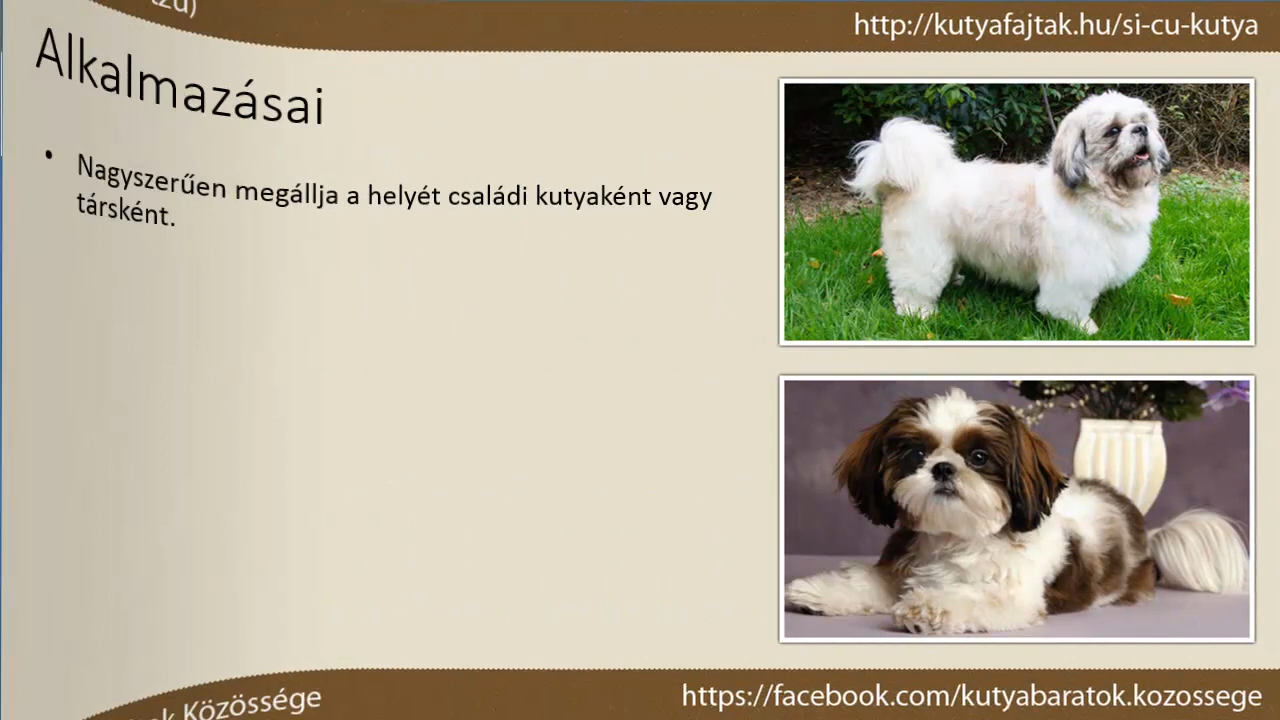 http://kutyafajtak.hu/si-cu-kutya
Alkalmazásai
• Nagyszerűen megállja a helyét családi kutyaként vagy
társként.
Közössége
https://facebook.com/kutyabaratok.kozossege